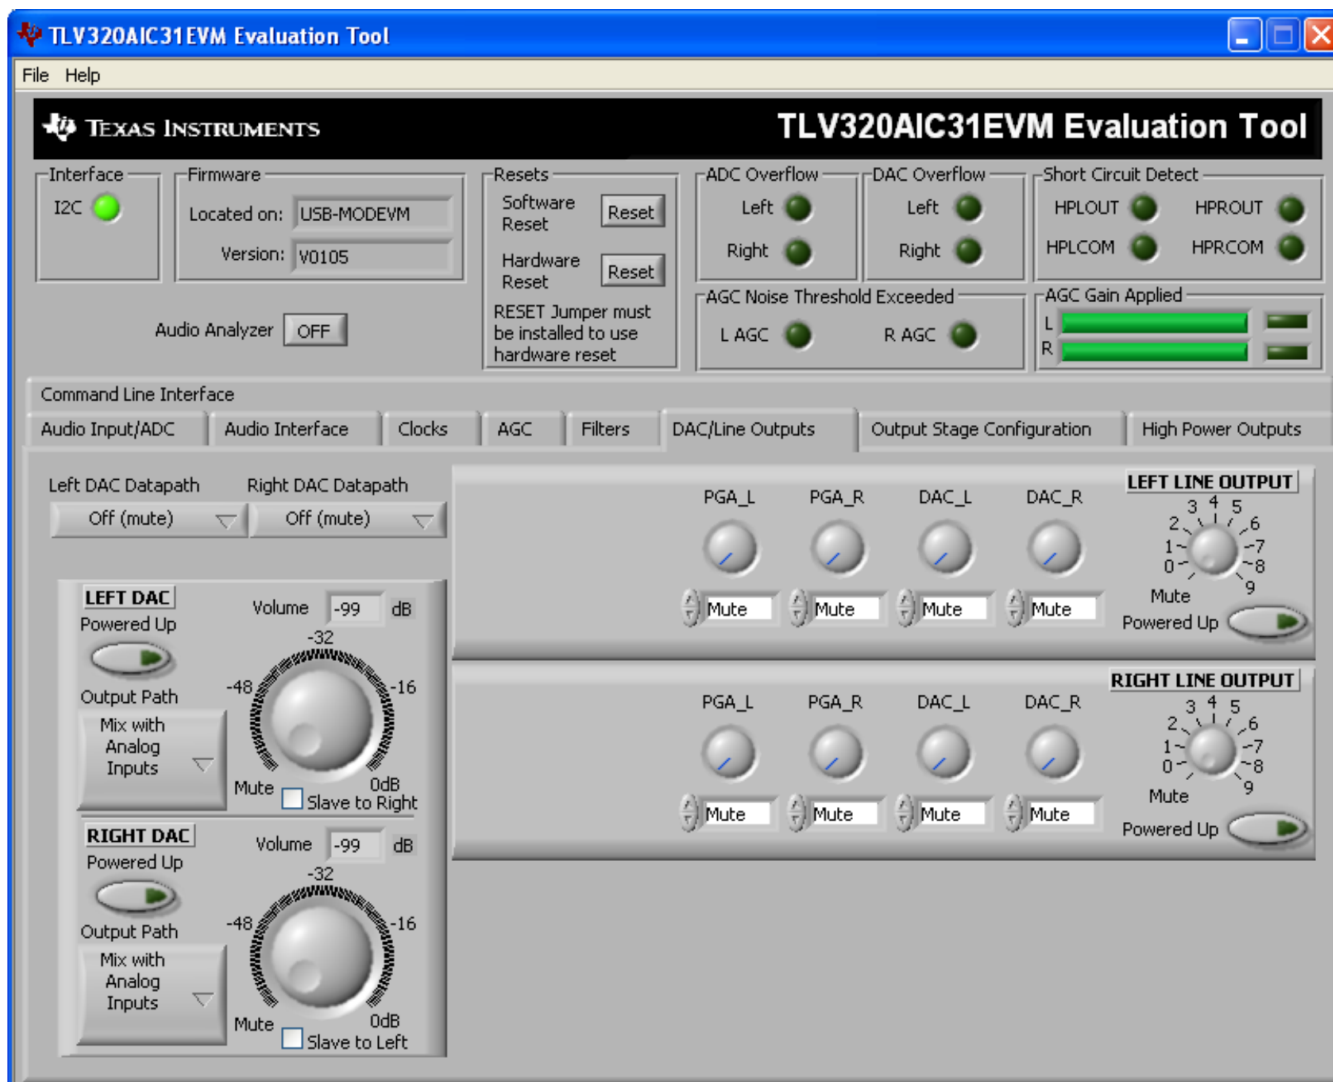 TLV320AIC31EVM Evaluation Tool
File Help
TEXAS INSTRUMENTS
TLV320AIC31EVM Evaluation Tool
Interface
I2C
Firmware
Located on: USB-MODEVM
Version: V0105
Audio Analyzer OFF
Resets
Software Reset Reset
Hardware Reset Reset
RESET Jumper must
be installed to use
hardware reset
ADC Overflow
Left
Right
DAC Overflow
Left
Right
Short Circuit Detect
HPLOUT HPROUT
HPLCOM HPRCOM
AGC Noise Threshold Exceeded
L AGC R AGC
AGC Gain Applied
L
R
Command Line Interface
Audio Input/ADC Audio Interface Clocks AGC Filters DAC/Line Outputs Output Stage Configuration High Power Outputs
Left DAC Datapath Right DAC Datapath
Off (mute) Off (mute)
LEFT DAC
Powered Up
Output Path
Mix with
Analog
Inputs
Volume -99 dB
-32
-48 -16
Mute 0dB
Slave to Right
RIGHT DAC
Powered Up
Output Path
Mix with
Analog
Inputs
Volume -99 dB
-32
-48 -16
Mute 0dB
Slave to Left
PGA_L PGA_R DAC_L DAC_R
Mute Mute Mute Mute
LEFT LINE OUTPUT
0 1 2 3 4 5 6 7 8 9
Mute
Powered Up
PGA_L PGA_R DAC_L DAC_R
Mute Mute Mute Mute
RIGHT LINE OUTPUT
0 1 2 3 4 5 6 7 8 9
Mute
Powered Up